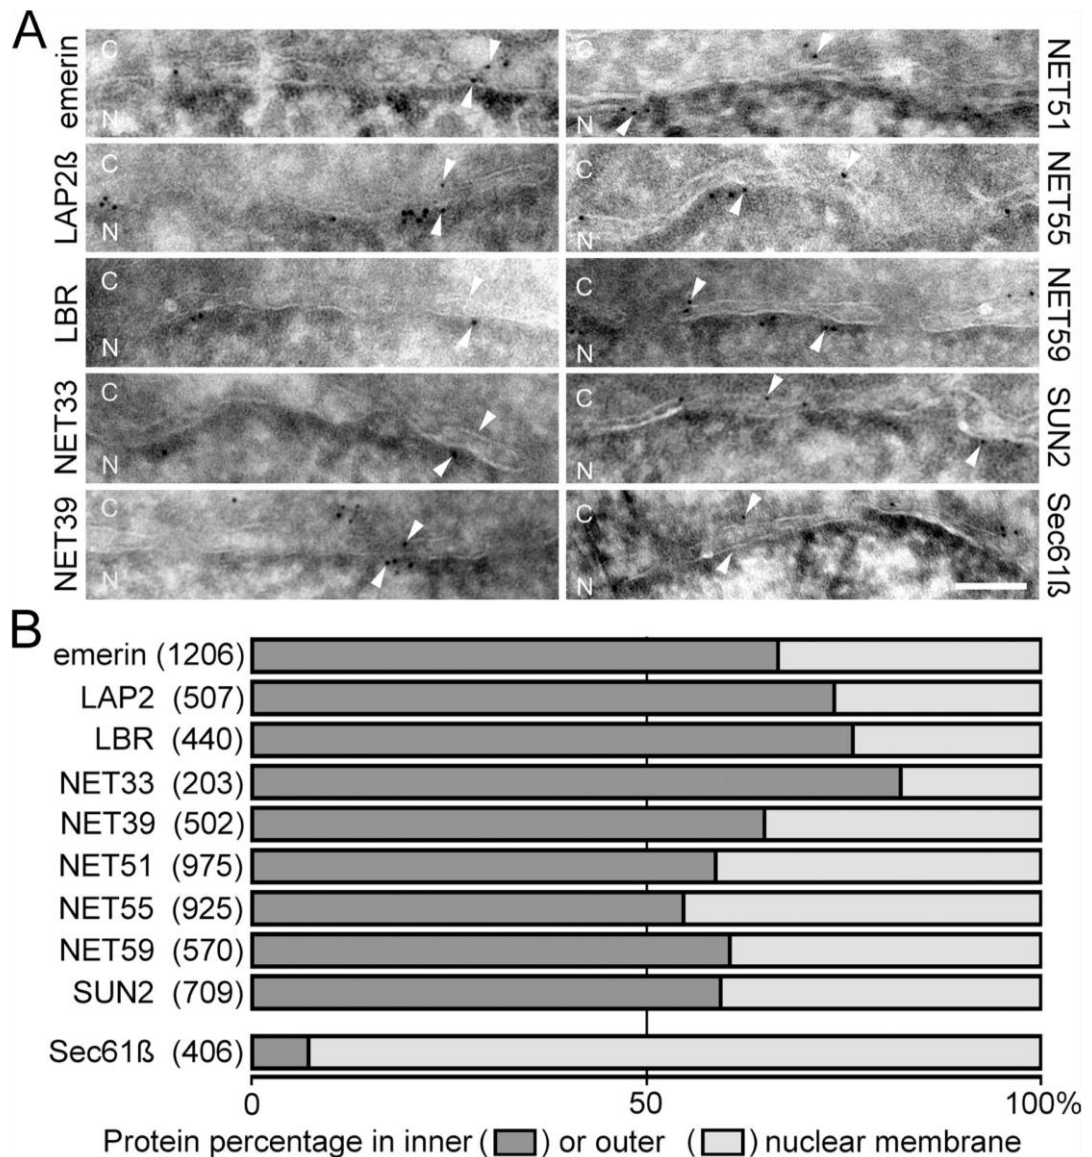 A
emerin
C
N
LAP2ß
C
N
LBR
C
N
NET33
C
N
NET39
C
N
NET51
C
N
NET55
C
N
NET59
C
N
SUN2
C
N
Sec61ß
C
N
B
emerin (1206)
LAP2 (507)
LBR (440)
NET33 (203)
NET39 (502)
NET51 (975)
NET55 (925)
NET59 (570)
SUN2 (709)
Sec61ß (406)
0 50 100%
Protein percentage in inner ( ) or outer ( ) nuclear membrane